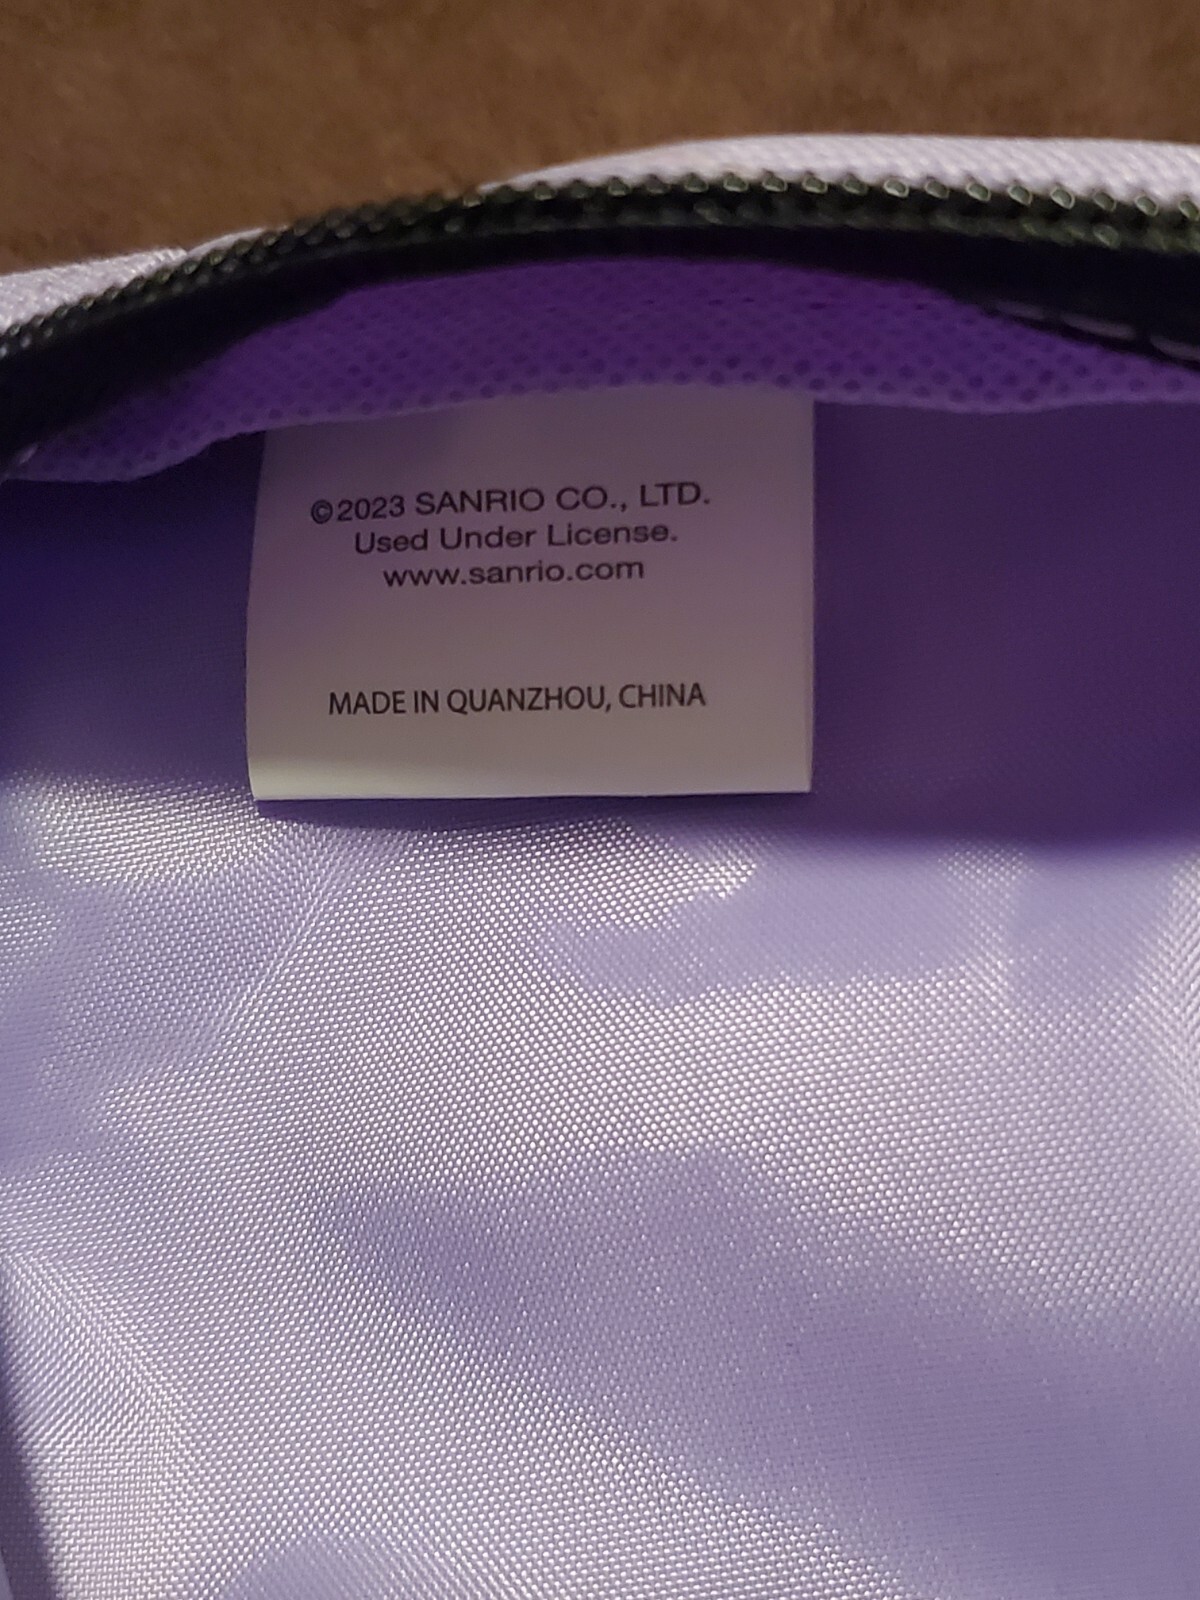 ©2023 SANRIO CO., LTD.
Used Under License.
www.sanrio.com
MADE IN QUANZHOU, CHINA